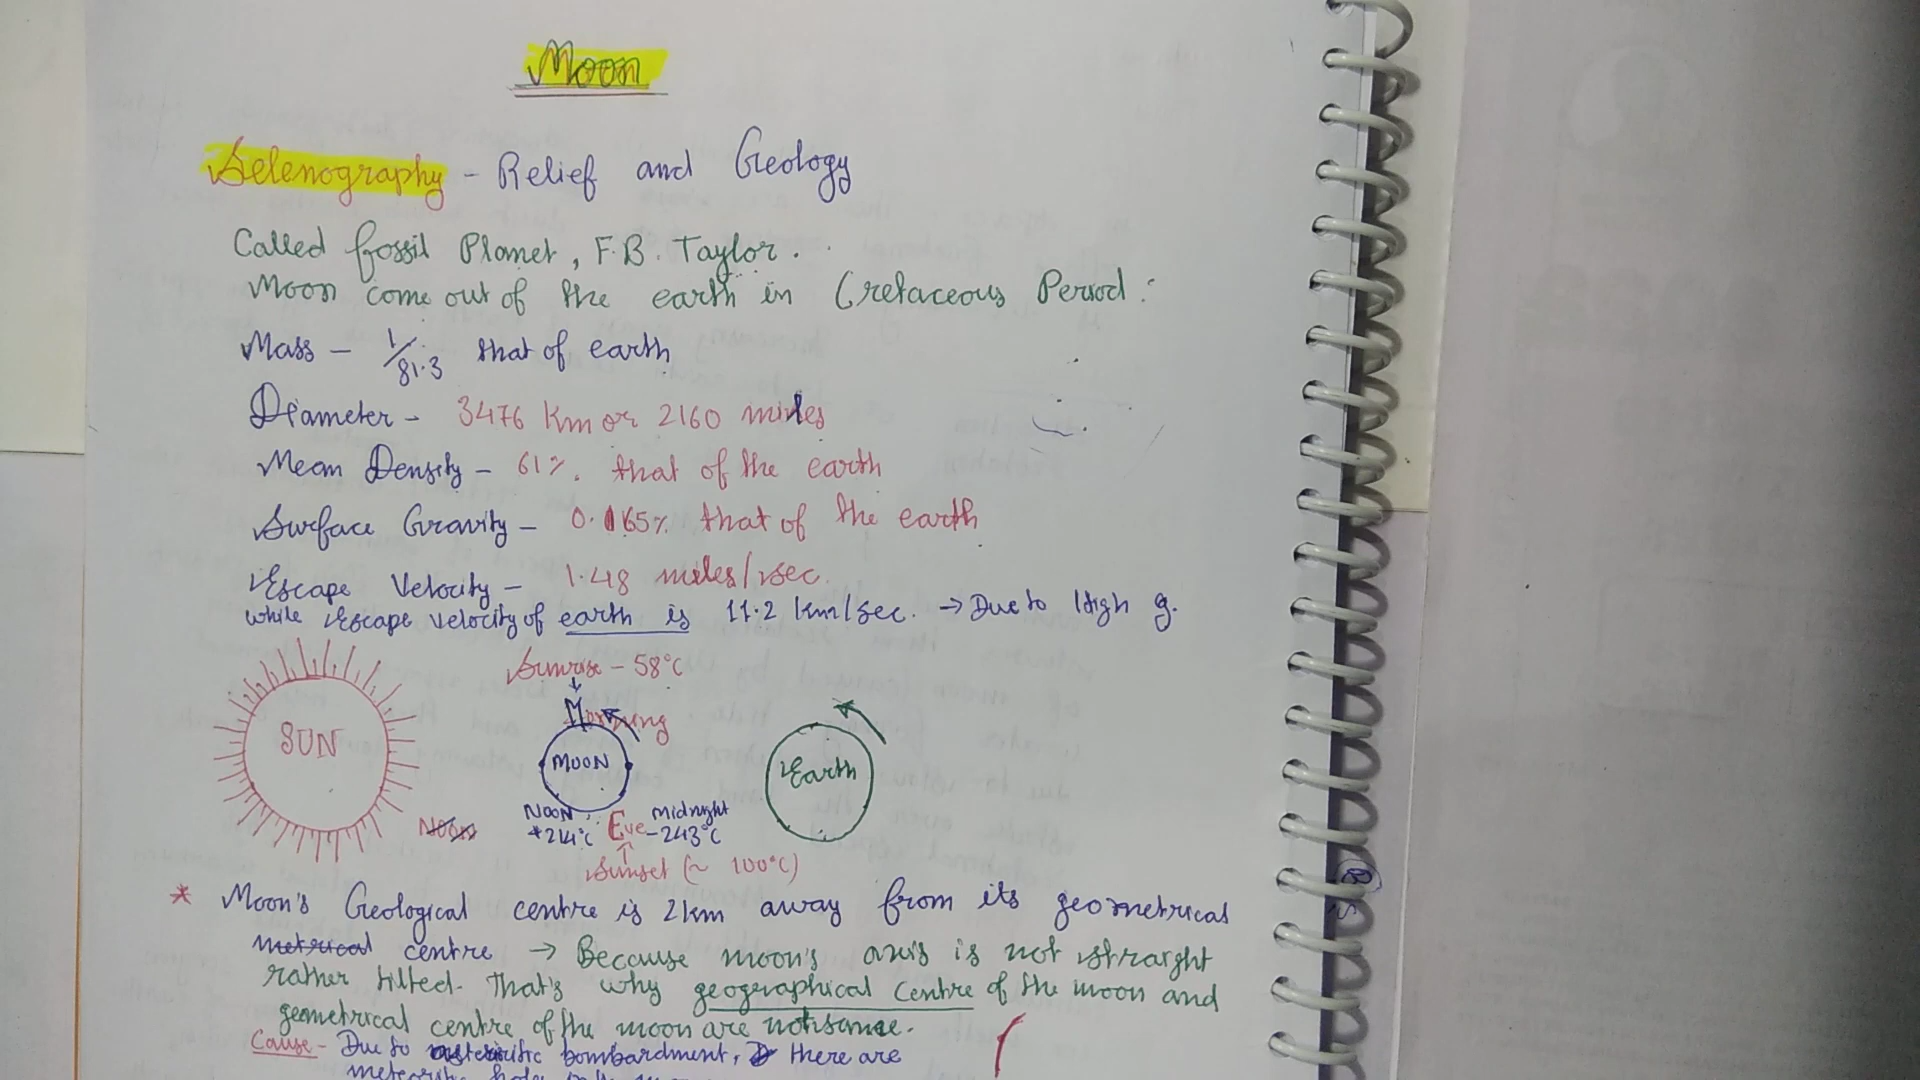 Moon
Selenography - Relief and Geology
Called fossil Planet, F.B. Taylor.
Moon come out of the earth in Cretaceous Period.
Mass - 1/81.3 that of earth
Diameter - 3476 Km or 2160 miles
Mean Density - 61% that of the earth
Surface Gravity - 0.165% that of the earth
Escape Velocity - 1.48 miles/sec.
while Escape velocity of earth is 11.2 km/sec. → Due to High g.
Sunrise - 58°C
Morning
SUN
MOON
Earth
Noon
Noon
+214°C
Eve
midnight
-243°C
Sunset (~ 100°C)
* Moon's Geological centre is 2km away from its geometrical
metrical centre → Because moon's axis is not straight
rather tilted. That's why geographical centre of the moon and
geometrical centre of the moon are not same.
Cause - Due to bombardment, there are